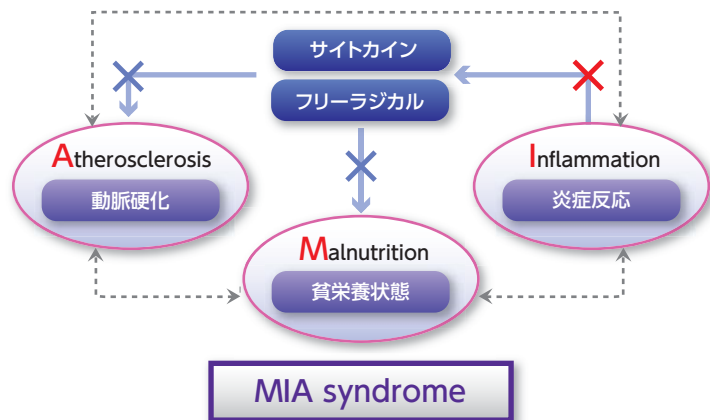 サイトカイン
フリーラジカル
Atherosclerosis
動脈硬化
Inflammation
炎症反応
Malnutrition
貧栄養状態
MIA syndrome